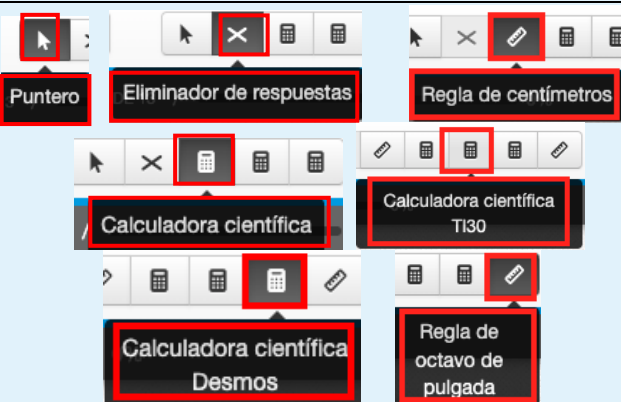 Puntero
Eliminador de respuestas
Regla de centímetros
Calculadora científica
Calculadora científica
TI30
Calculadora científica
Desmos
Regla de
octavo de
pulgada